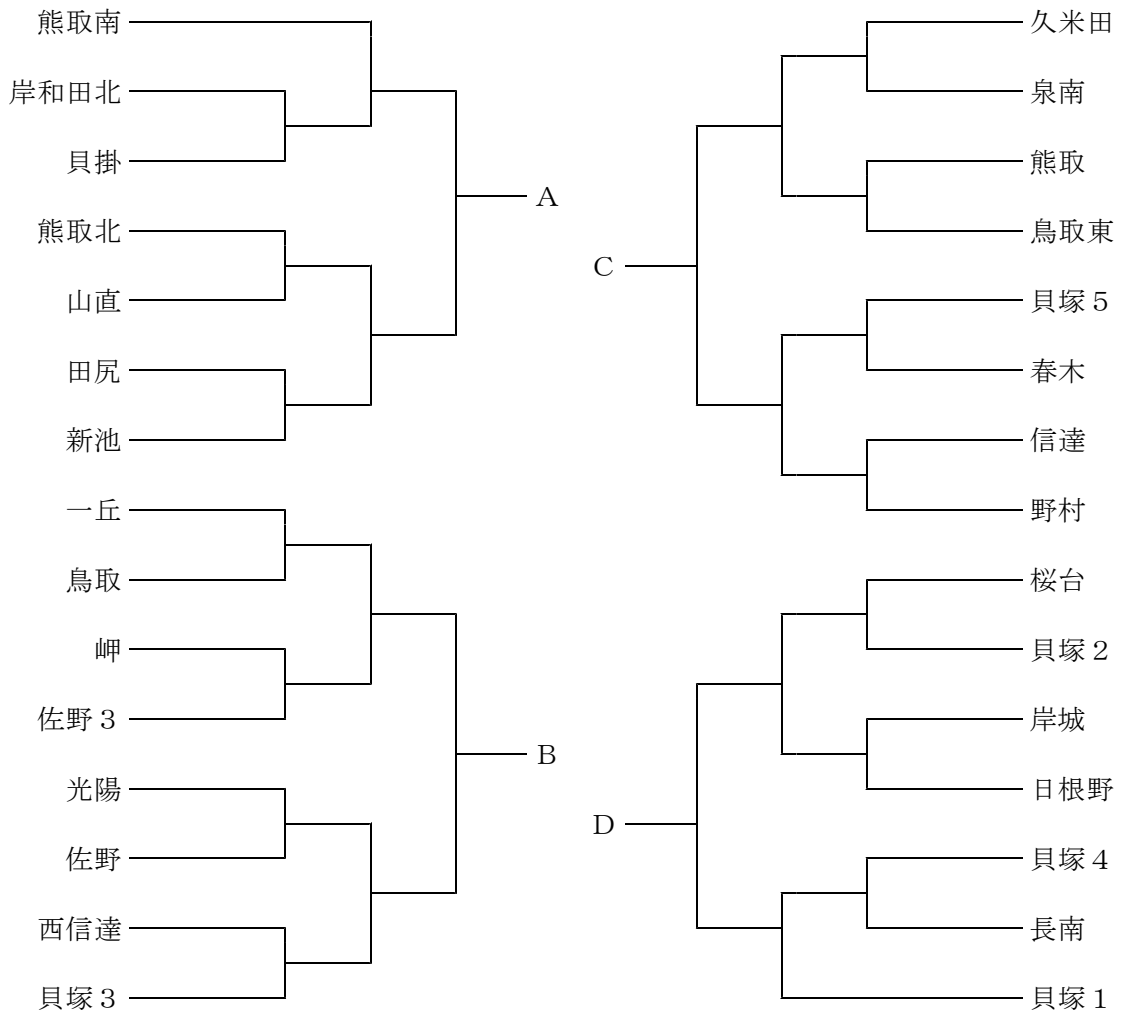 熊取南
岸和田北
貝掛
熊取北
山直
田尻
新池
一丘
鳥取
岬
佐野３
光陽
佐野
西信達
貝塚３
A
B
C
D
久米田
泉南
熊取
鳥取東
貝塚５
春木
信達
野村
桜台
貝塚２
岸城
日根野
貝塚４
長南
貝塚１